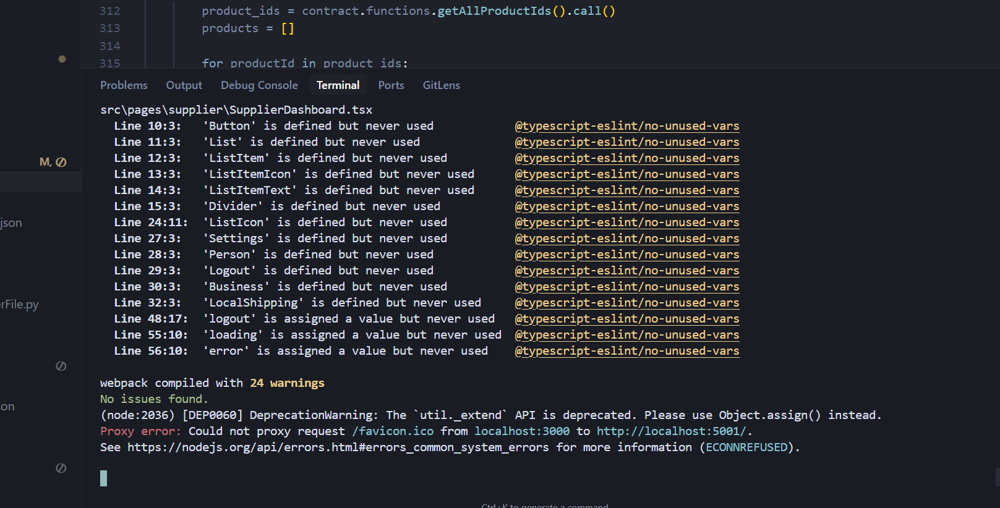 312 product_ids = contract.functions.getAllProductIds().call()
313 products = []
314
315 for productId in product_ids:
M,
json
rFile.py
on
Problems Output Debug Console Terminal Ports GitLens
src\pages\supplier\SupplierDashboard.tsx
Line 10:3: 'Button' is defined but never used @typescript-eslint/no-unused-vars
Line 11:3: 'List' is defined but never used @typescript-eslint/no-unused-vars
Line 12:3: 'ListItem' is defined but never used @typescript-eslint/no-unused-vars
Line 13:3: 'ListItemIcon' is defined but never used @typescript-eslint/no-unused-vars
Line 14:3: 'ListItemText' is defined but never used @typescript-eslint/no-unused-vars
Line 15:3: 'Divider' is defined but never used @typescript-eslint/no-unused-vars
Line 24:11: 'ListIcon' is defined but never used @typescript-eslint/no-unused-vars
Line 27:3: 'Settings' is defined but never used @typescript-eslint/no-unused-vars
Line 28:3: 'Person' is defined but never used @typescript-eslint/no-unused-vars
Line 29:3: 'Logout' is defined but never used @typescript-eslint/no-unused-vars
Line 30:3: 'Business' is defined but never used @typescript-eslint/no-unused-vars
Line 32:3: 'LocalShipping' is defined but never used @typescript-eslint/no-unused-vars
Line 48:17: 'logout' is assigned a value but never used @typescript-eslint/no-unused-vars
Line 55:10: 'loading' is assigned a value but never used @typescript-eslint/no-unused-vars
Line 56:10: 'error' is assigned a value but never used @typescript-eslint/no-unused-vars
webpack compiled with 24 warnings
No issues found.
(node:2036) [DEP0060] DeprecationWarning: The `util._extend` API is deprecated. Please use Object.assign() instead.
Proxy error: Could not proxy request /favicon.ico from localhost:3000 to http://localhost:5001/.
See https://nodejs.org/api/errors.html#errors_common_system_errors for more information (ECONNREFUSED).
Ctrl+K to generate a command